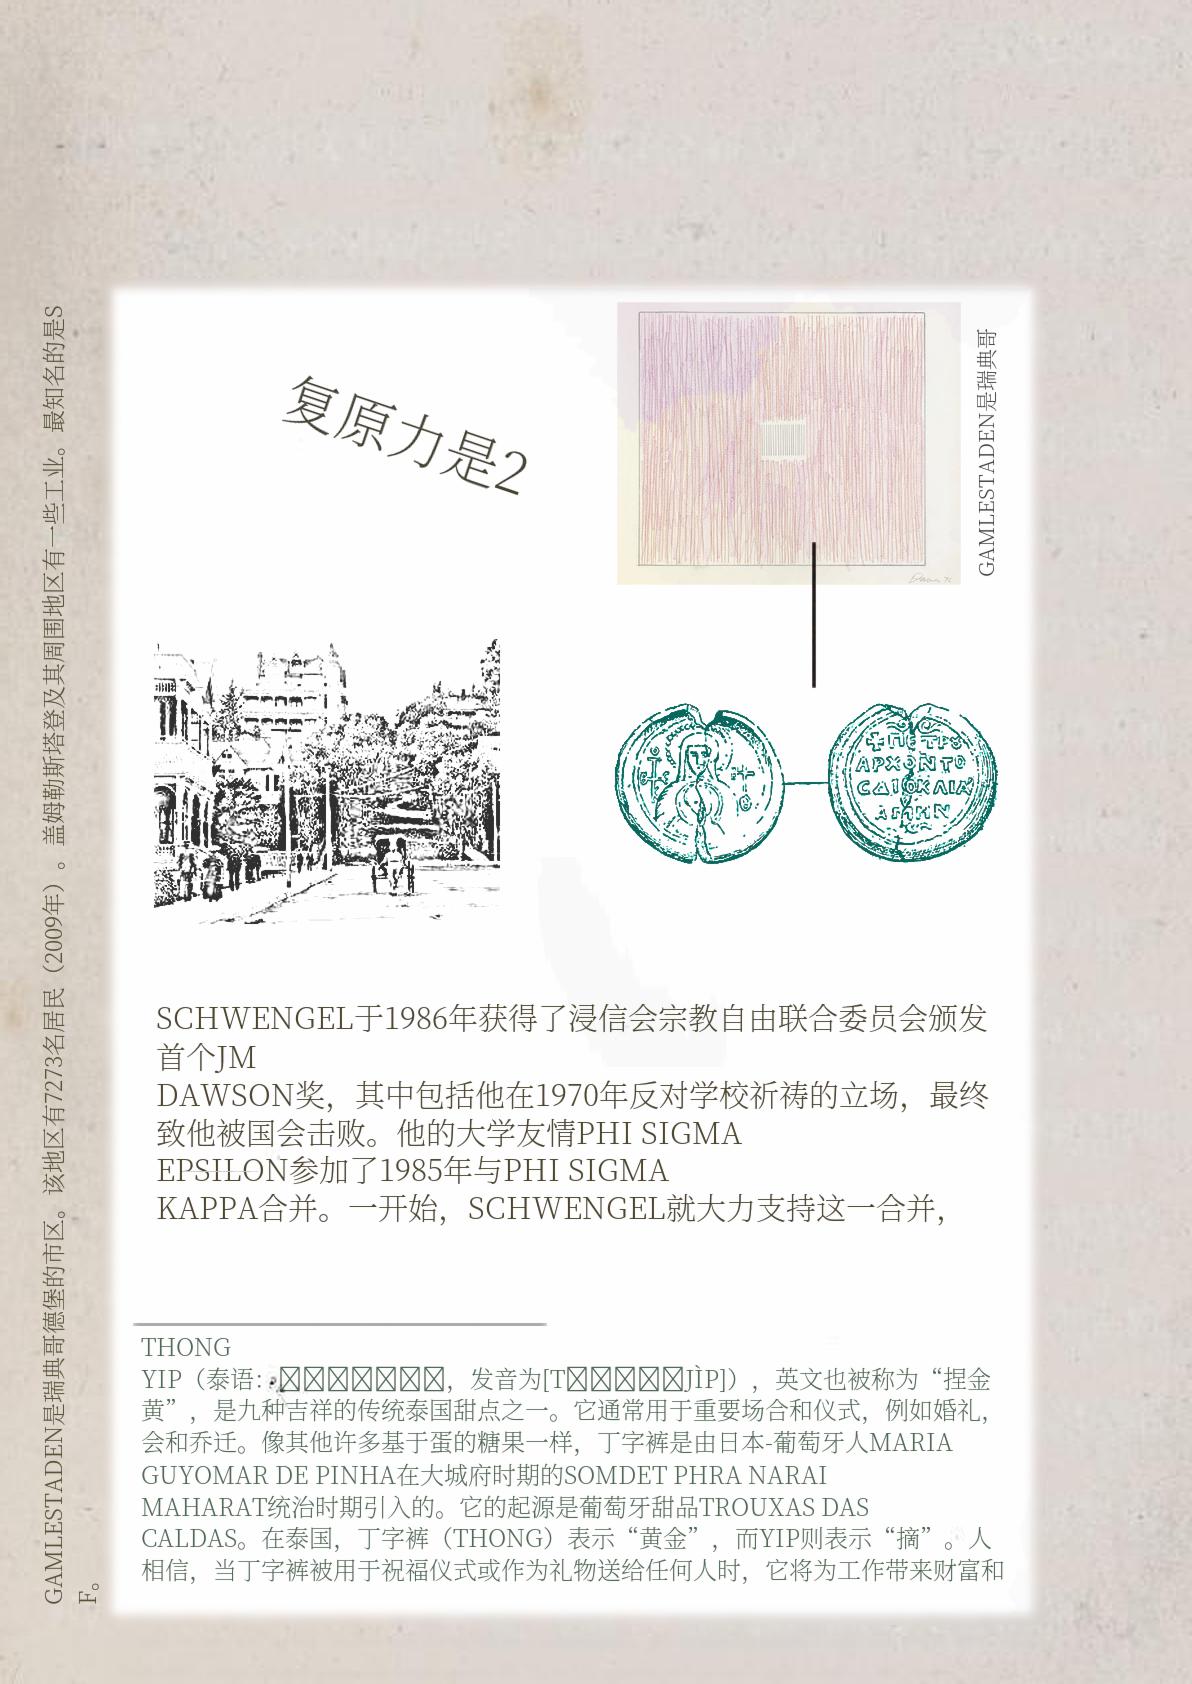 复原力是2
GAMLESTADEN是瑞典哥
GAMLESTADEN是瑞典哥德堡的市区。该地区有7273名居民（2009年）。盖姆勒斯塔登及其周围地区有一些工业。最知名的是S
F。
+ΠΕΤΡΥ
ΑΡΧΟΝΤΟ
CΔΙΟΚΛΙΑ
ΑΜΗΝ
SCHWENGEL于1986年获得了浸信会宗教自由联合委员会颁发
首个JM
DAWSON奖，其中包括他在1970年反对学校祈祷的立场，最终
致他被国会击败。他的大学友情PHI SIGMA
EPSILON参加了1985年与PHI SIGMA
KAPPA合并。一开始，SCHWENGEL就大力支持这一合并，
THONG
YIP（泰语：，发音为[TJÌP]），英文也被称为“捏金
黄”，是九种吉祥的传统泰国甜点之一。它通常用于重要场合和仪式，例如婚礼，
会和乔迁。像其他许多基于蛋的糖果一样，丁字裤是由日本-葡萄牙人MARIA
GUYOMAR DE PINHA在大城府时期的SOMDET PHRA NARAI
MAHARAT统治时期引入的。它的起源是葡萄牙甜品TROUXAS DAS
CALDAS。在泰国，丁字裤（THONG）表示“黄金”，而YIP则表示“摘”。人
相信，当丁字裤被用于祝福仪式或作为礼物送给任何人时，它将为工作带来财富和